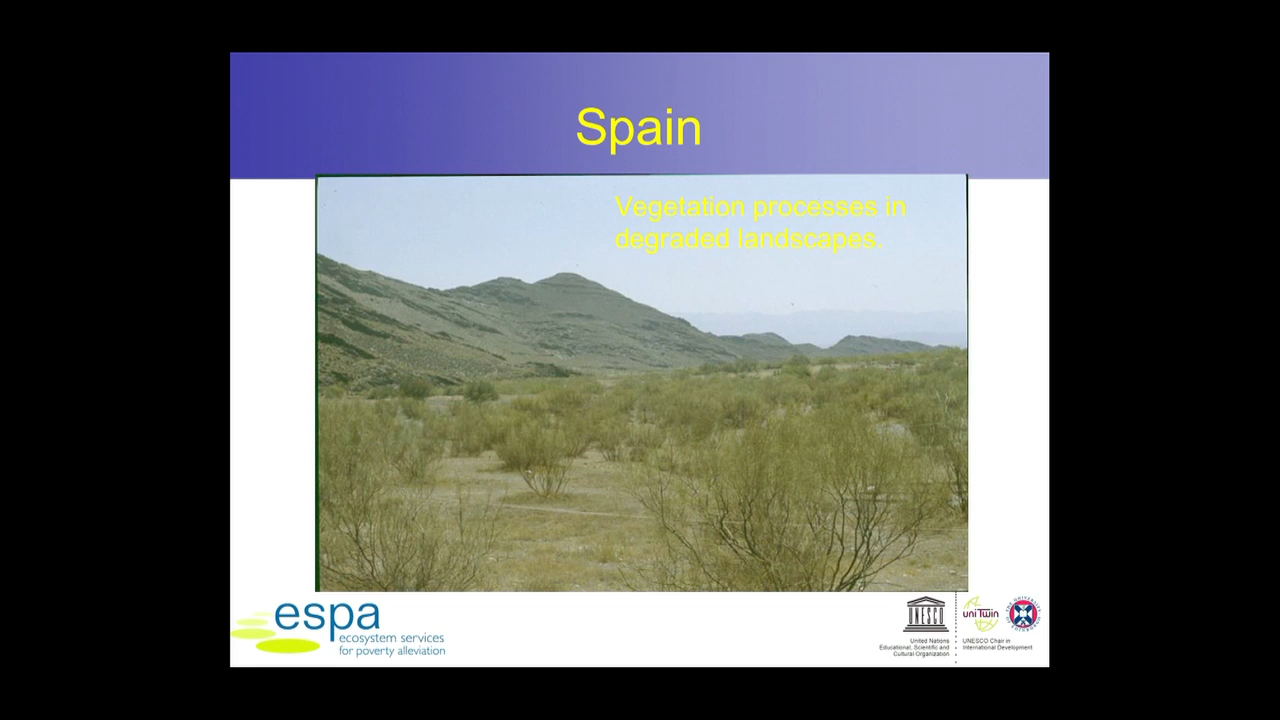 Spain
Vegetation processes in
degraded landscapes.
espa
ecosystem services
for poverty alleviation
UNESCO
United Nations
Educational, Scientific and
Cultural Organization
uniTwin
UNESCO Chair in
International Development